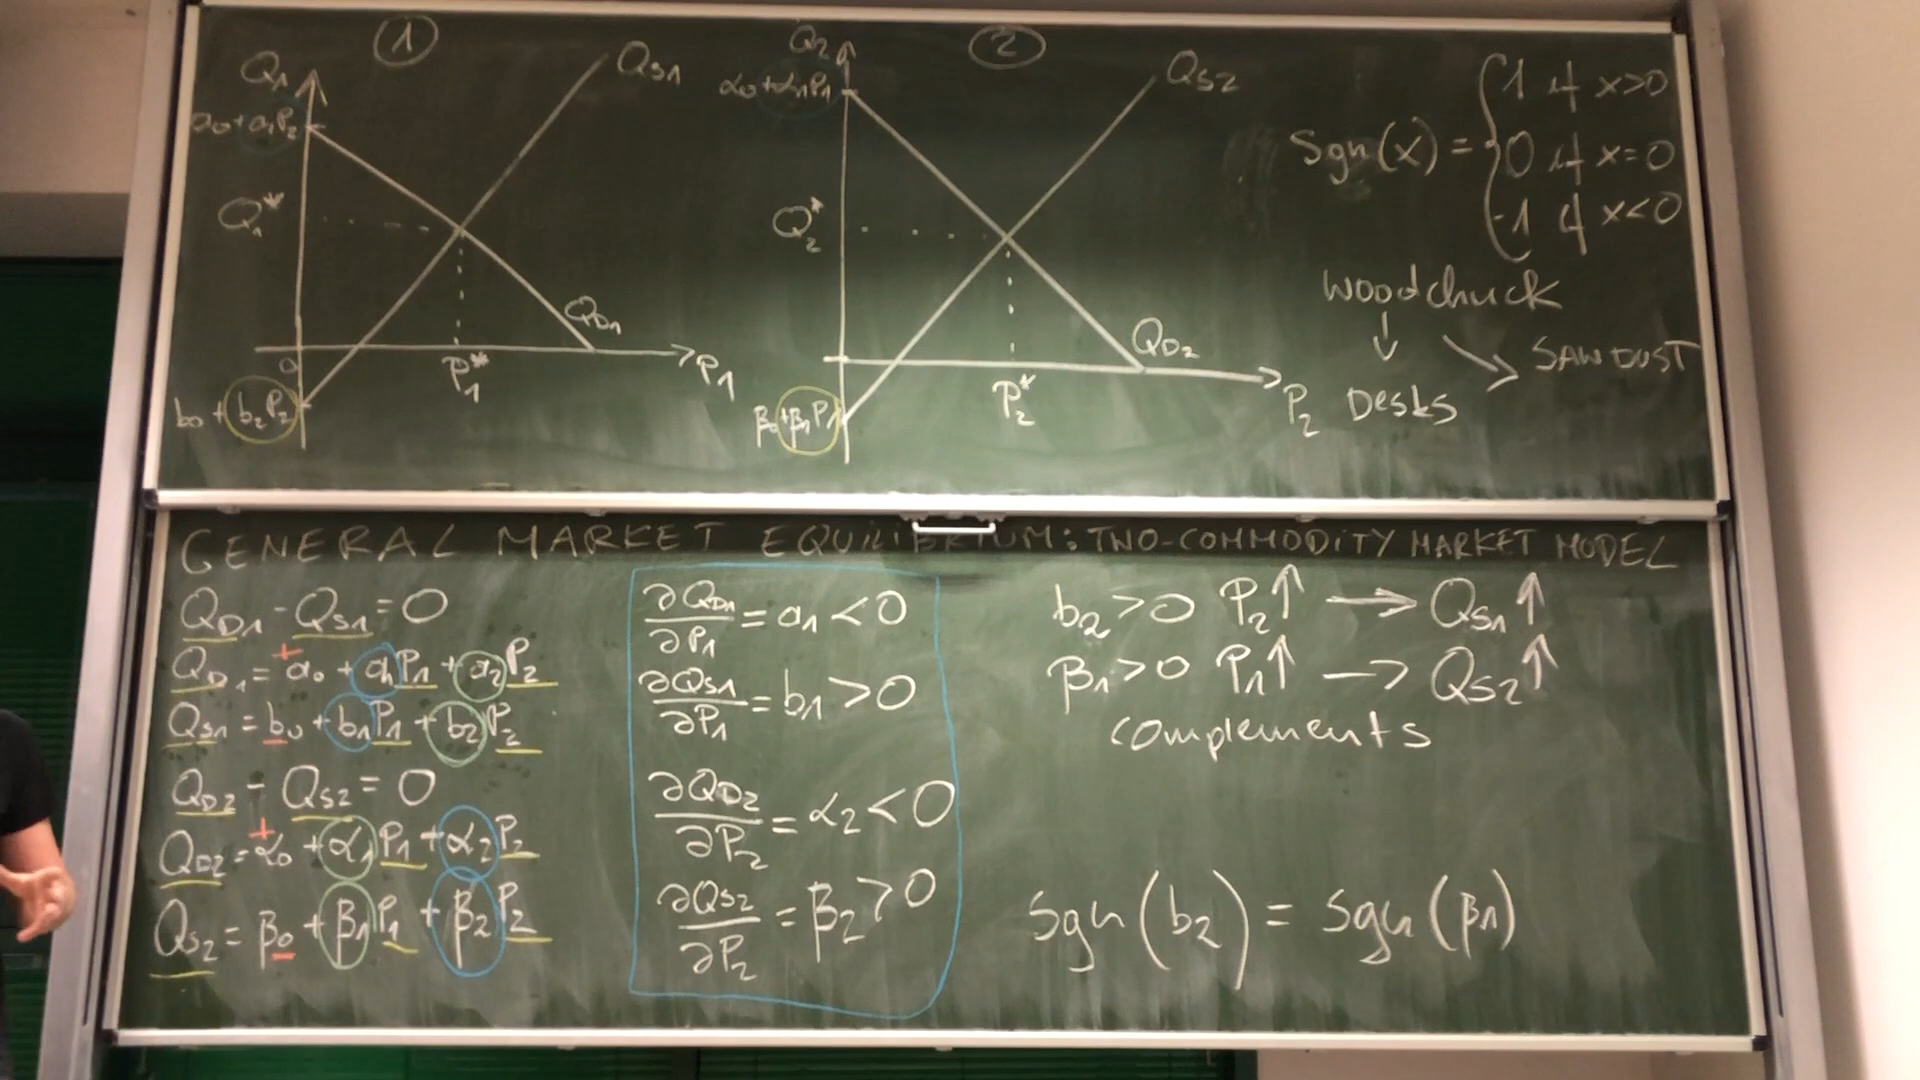 ①
Q₁
a₀+a₁P₂
Q₁*
0
b₀ + b₂P₂
Q_S1
Q_D1
P₁*
P₁
②
Q₂
α₀+α₁P₁
Q₂*
β₀+β₁P₁
Q_S2
Q_D2
P₂*
P₂
Sgn(x) = { 1 if x>0
0 if x=0
-1 if x<0
woodchuck
↓ ↘ SAWDUST
Desks
GENERAL MARKET EQUILIBRIUM: TWO-COMMODITY MARKET MODEL
Q_D1 - Q_S1 = 0
+
Q_D1 = a₀ + a₁P₁ + a₂P₂
Q_S1 = b₀ + b₁P₁ + b₂P₂
Q_D2 - Q_S2 = 0
+
Q_D2 = α₀ + α₁P₁ + α₂P₂
Q_S2 = β₀ + β₁P₁ + β₂P₂
∂Q_D1/∂P₁ = a₁ < 0
∂Q_S1/∂P₁ = b₁ > 0
∂Q_D2/∂P₂ = α₂ < 0
∂Q_S2/∂P₂ = β₂ > 0
b₂ > 0 P₂↑ → Q_S1↑
β₁ > 0 P₁↑ → Q_S2↑
complements
Sgn(b₂) = Sgn(β₁)